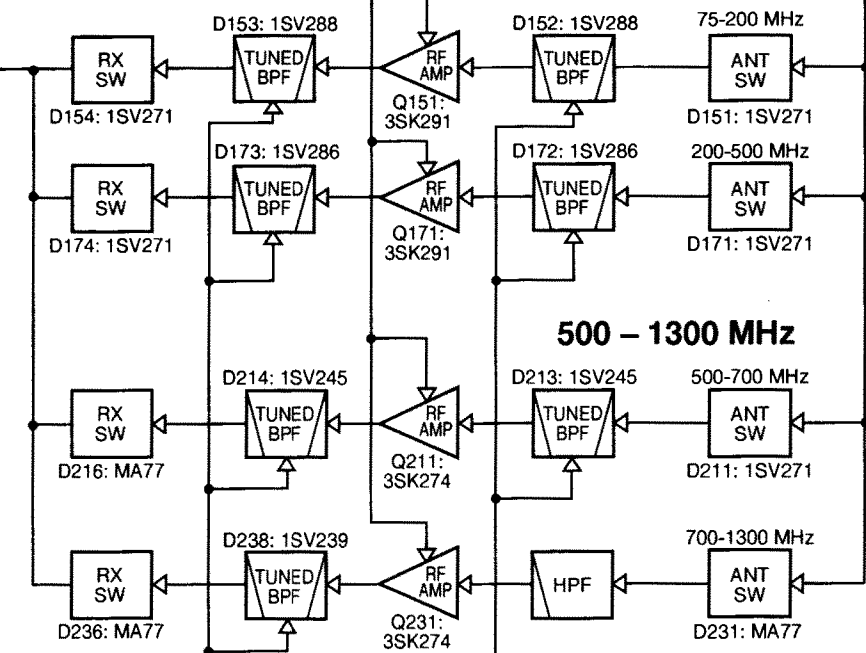 D153: 1SV288
D152: 1SV288
75-200 MHz
RX
SW
TUNED
BPF
RF
AMP
TUNED
BPF
ANT
SW
D154: 1SV271
Q151:
3SK291
D151: 1SV271
D173: 1SV286
D172: 1SV286
200-500 MHz
RX
SW
TUNED
BPF
RF
AMP
TUNED
BPF
ANT
SW
D174: 1SV271
Q171:
3SK291
D171: 1SV271
500 – 1300 MHz
D214: 1SV245
D213: 1SV245
500-700 MHz
RX
SW
TUNED
BPF
RF
AMP
TUNED
BPF
ANT
SW
D216: MA77
Q211:
3SK274
D211: 1SV271
D238: 1SV239
700-1300 MHz
RX
SW
TUNED
BPF
RF
AMP
HPF
ANT
SW
D236: MA77
Q231:
3SK274
D231: MA77